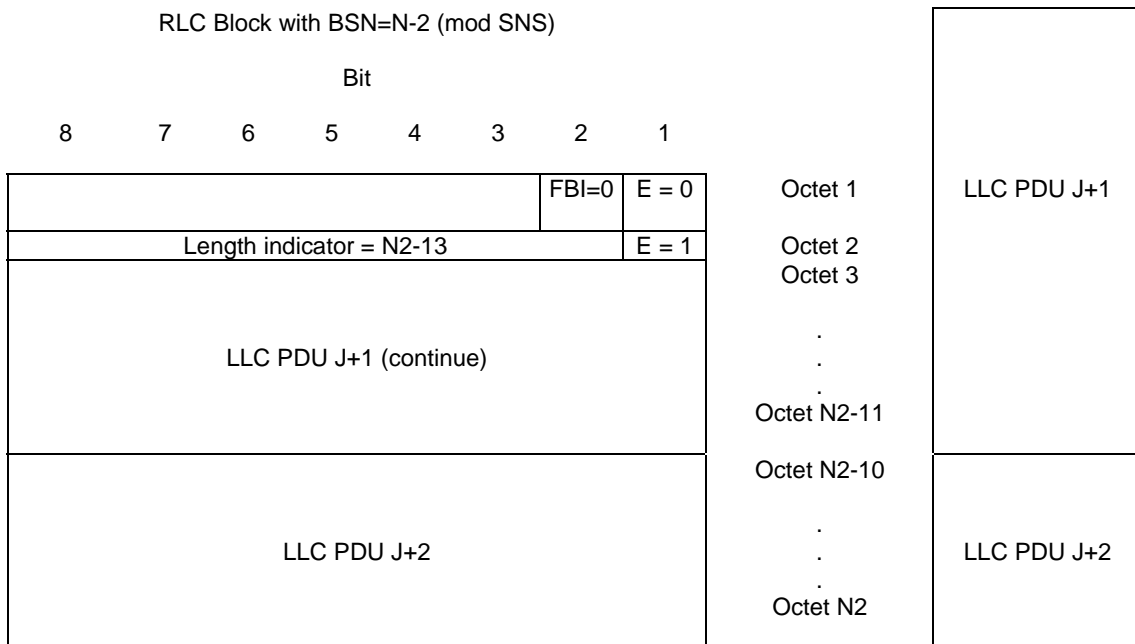 RLC Block with BSN=N-2 (mod SNS)
Bit
8 7 6 5 4 3 2 1
FBI=0 E = 0 Octet 1 LLC PDU J+1
Length indicator = N2-13 E = 1 Octet 2
Octet 3
.
LLC PDU J+1 (continue) .
.
Octet N2-11
Octet N2-10
.
LLC PDU J+2 . LLC PDU J+2
.
Octet N2